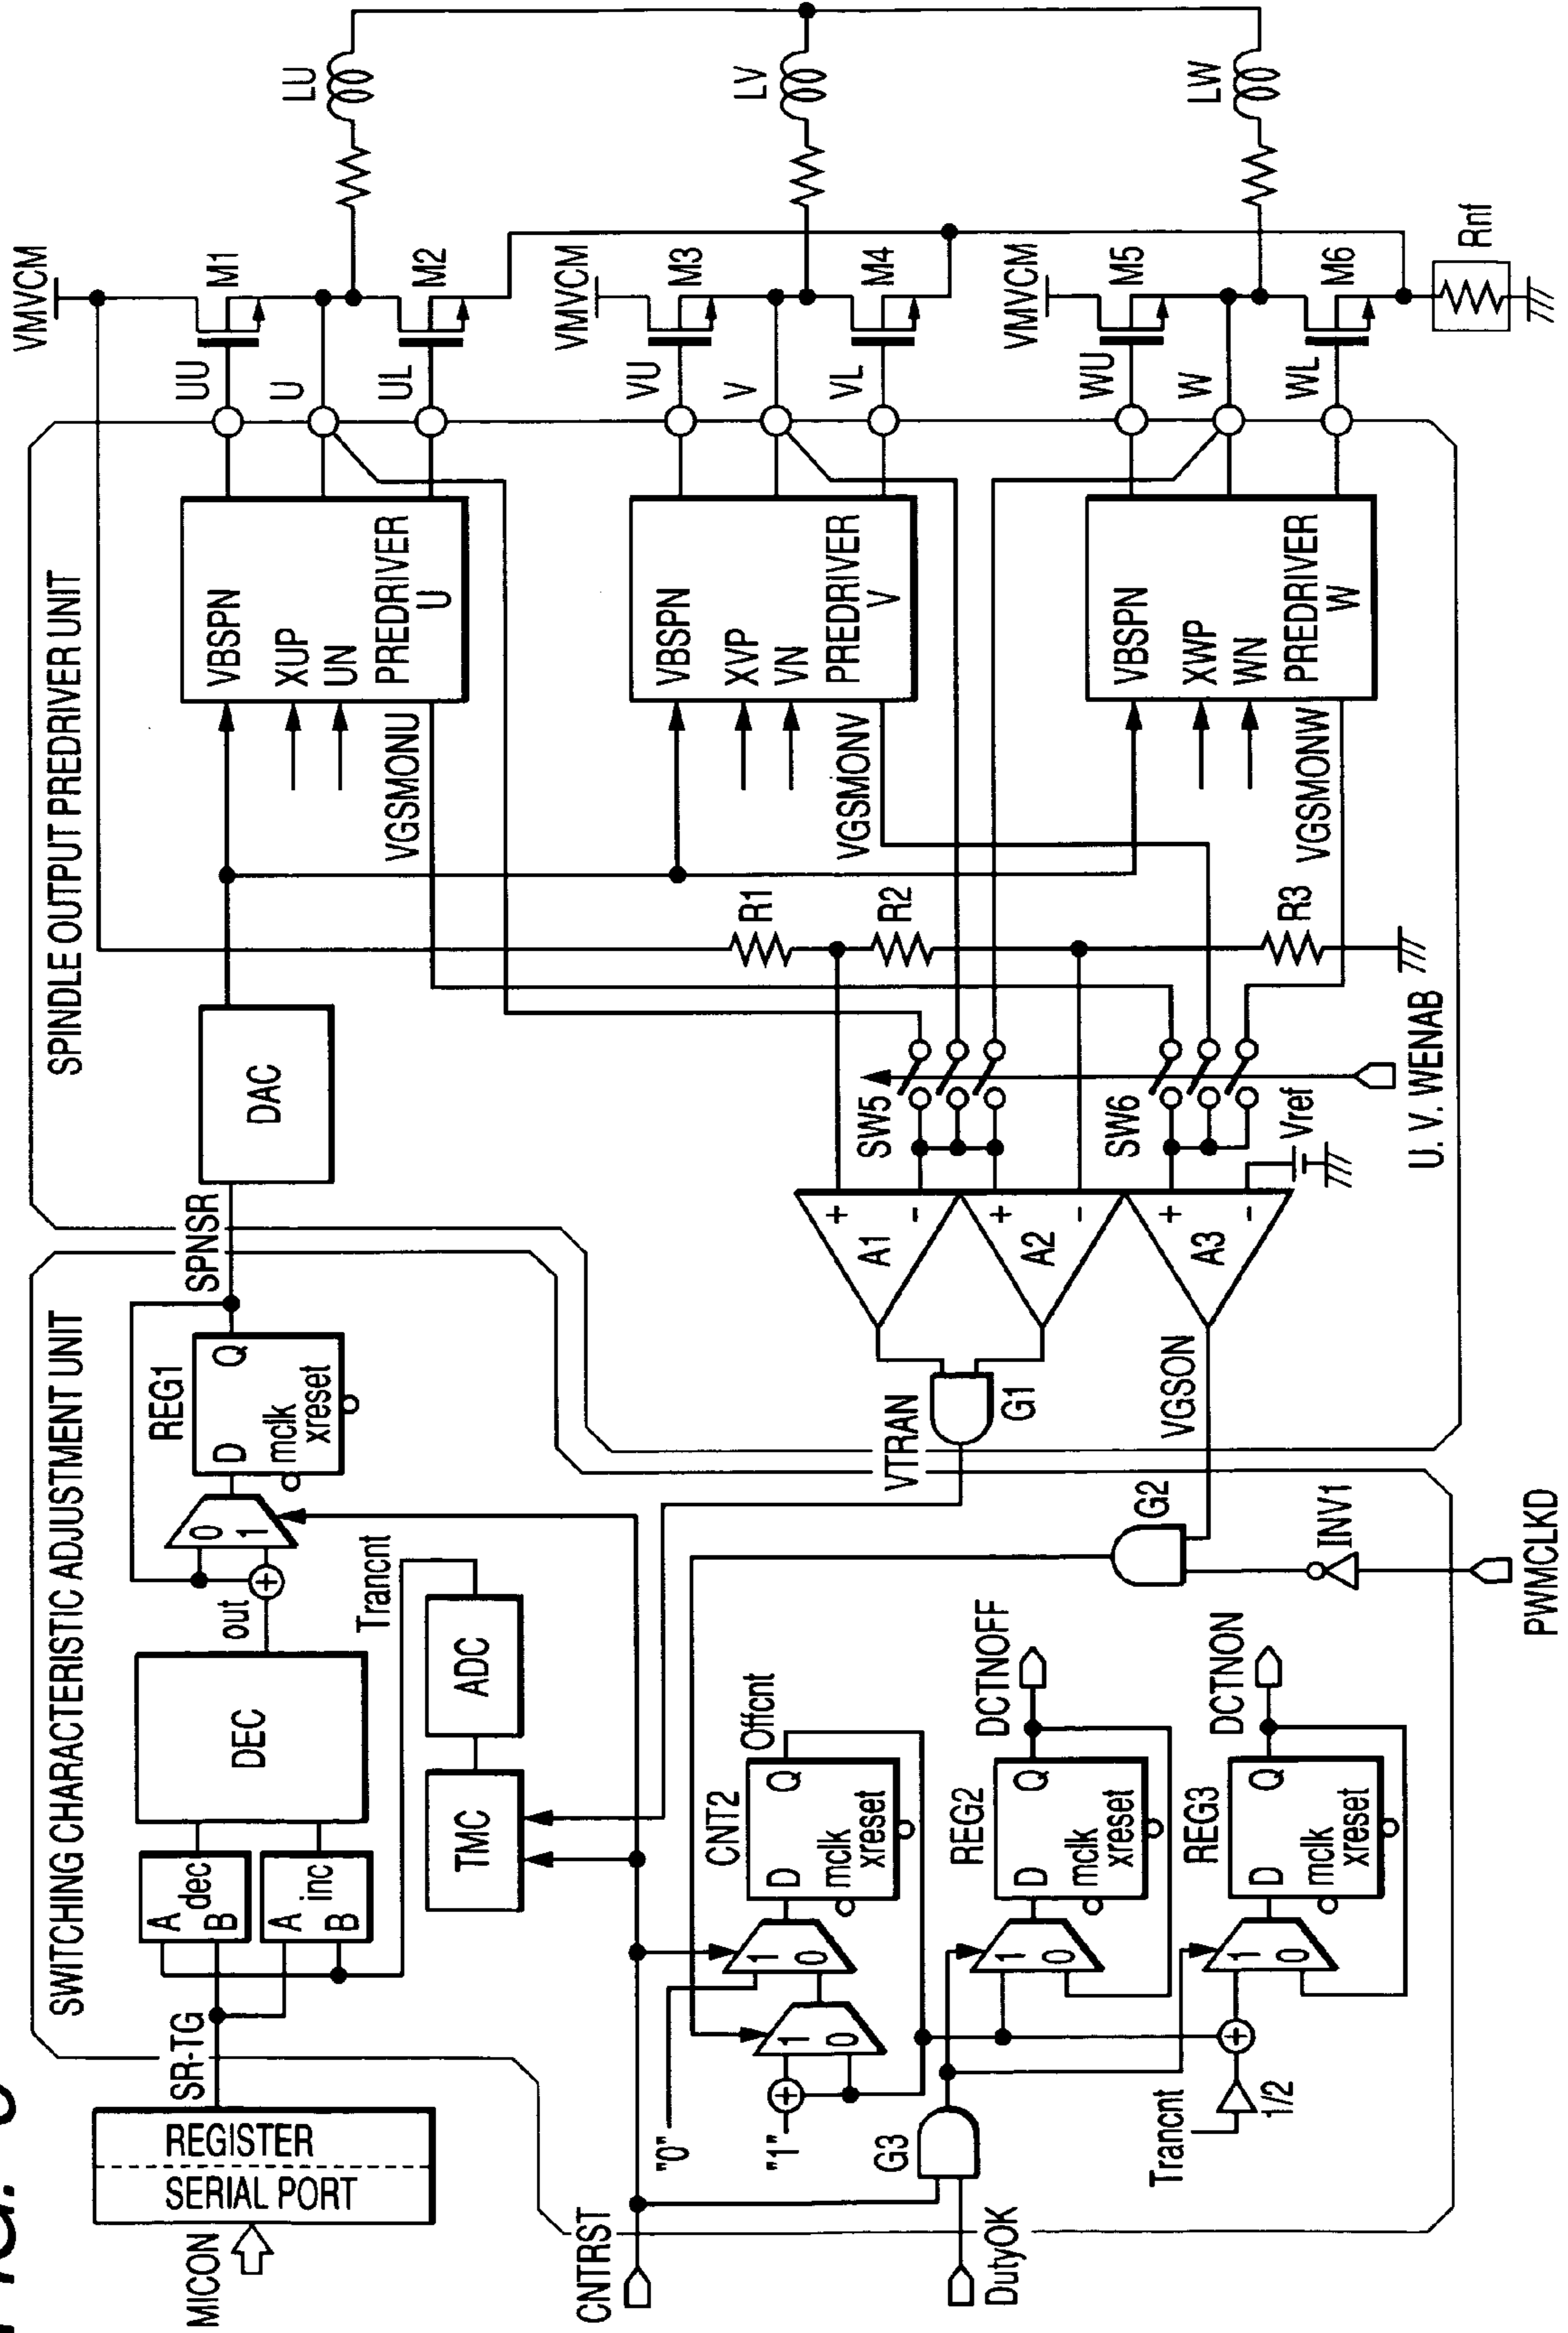 SWITCHING CHARACTERISTIC ADJUSTMENT UNIT
SPINDLE OUTPUT PREDRIVER UNIT
MICON
REGISTER
SERIAL PORT
SR-TG
A
dec
B
A
inc
B
DEC
out
0
1
REG1
D
Q
mclk
xreset
SPNSR
DAC
Trancnt
TMC
ADC
VBSPN
XUP
UN
PREDRIVER
U
VGSMONU
UU
U
UL
VMVCM
M1
M2
LU
VBSPN
XVP
VN
PREDRIVER
V
VGSMONV
VU
V
VL
VMVCM
M3
M4
LV
VBSPN
XWP
WN
PREDRIVER
W
VGSMONW
WU
W
WL
VMVCM
M5
M6
LW
Rnf
R1
R2
R3
SW5
SW6
Vref
U. V. WENAB
+
-
A1
+
-
A2
+
-
A3
G1
VTRAN
VGSON
G2
INV1
PWMCLKD
CNTRST
DutyOK
G3
"0"
"1"
+
1
0
1
0
CNT2
D
Q
mclk
xreset
Offcnt
1
0
REG2
D
Q
mclk
xreset
DCTNOFF
Trancnt
1/2
+
1
0
REG3
D
Q
mclk
xreset
DCTNON
+